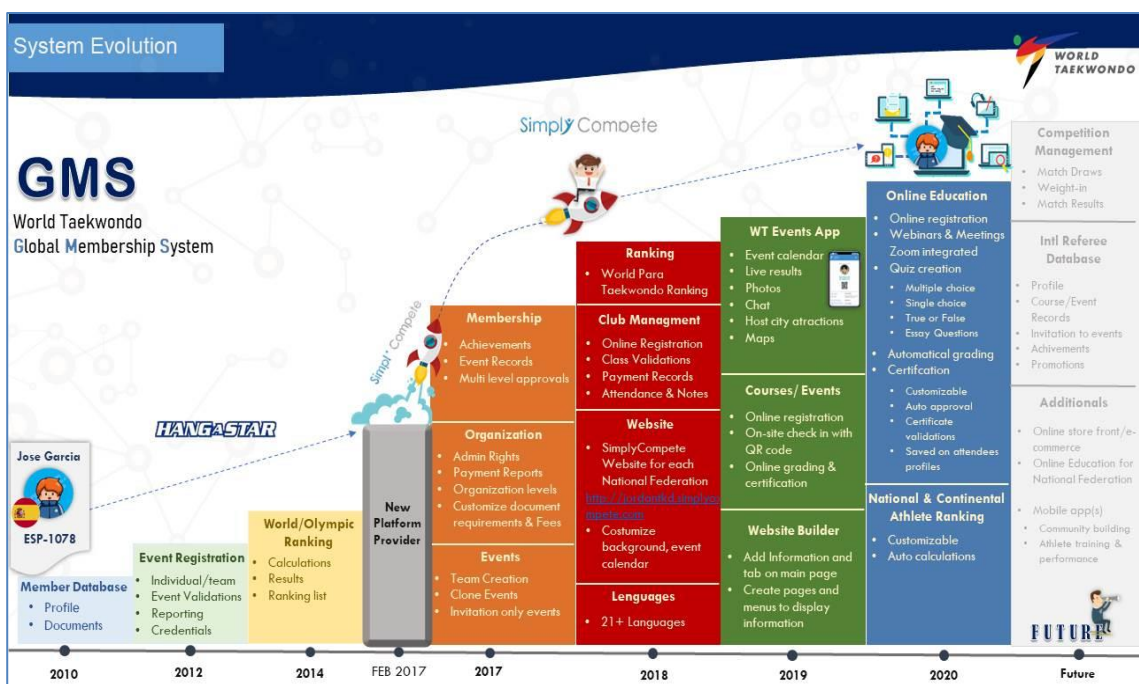 System Evolution
WORLD
TAEKWONDO
Simply Compete
GMS
World Taekwondo
Global Membership System
HANGASTAR
Simply Compete
Jose Garcia
ESP-1078
Member Database
• Profile
• Documents
Event Registration
• Individual/team
• Event Validations
• Reporting
• Credentials
World/Olympic
Ranking
• Calculations
• Results
• Ranking list
New
Platform
Provider
Membership
• Achievements
• Event Records
• Multi level approvals
Organization
• Admin Rights
• Payment Reports
• Organization levels
• Customize document
requirements & Fees
Events
• Team Creation
• Clone Events
• Invitation only events
Ranking
• World Para
Taekwondo Ranking
Club Managment
• Online Registration
• Class Validations
• Payment Records
• Attendance & Notes
Website
• SimplyCompete
Website for each
National Federation
http://jordantkd.simplyco
mpete.com
• Costumize
background, event
calendar
Lenguages
• 21+ Languages
WT Events App
• Event calendar
• Live results
• Photos
• Chat
• Host city atractions
• Maps
Courses/ Events
• Online registration
• On-site check in with
QR code
• Online grading &
certification
Website Builder
• Add Information and
tab on main page
• Create pages and
menus to display
information
Online Education
• Online registration
• Webinars & Meetings
Zoom integrated
• Quiz creation
• Multiple choice
• Single choice
• True or False
• Essay Questions
• Automatical grading
• Certifcation
• Customizable
• Auto approval
• Certificate
validations
• Saved on attendees
profiles
National & Continental
Athlete Ranking
• Customizable
• Auto calculations
Competition
Management
• Match Draws
• Weight-in
• Match Results
Intl Referee
Database
• Profile
• Course/Event
Records
• Invitation to events
• Achivements
• Promotions
Additionals
• Online store front/e-
commerce
• Online Education for
National Federation
• Mobile app(s)
• Community building
• Athlete training &
performance
FUTURE
2010
2012
2014
FEB 2017
2017
2018
2019
2020
Future